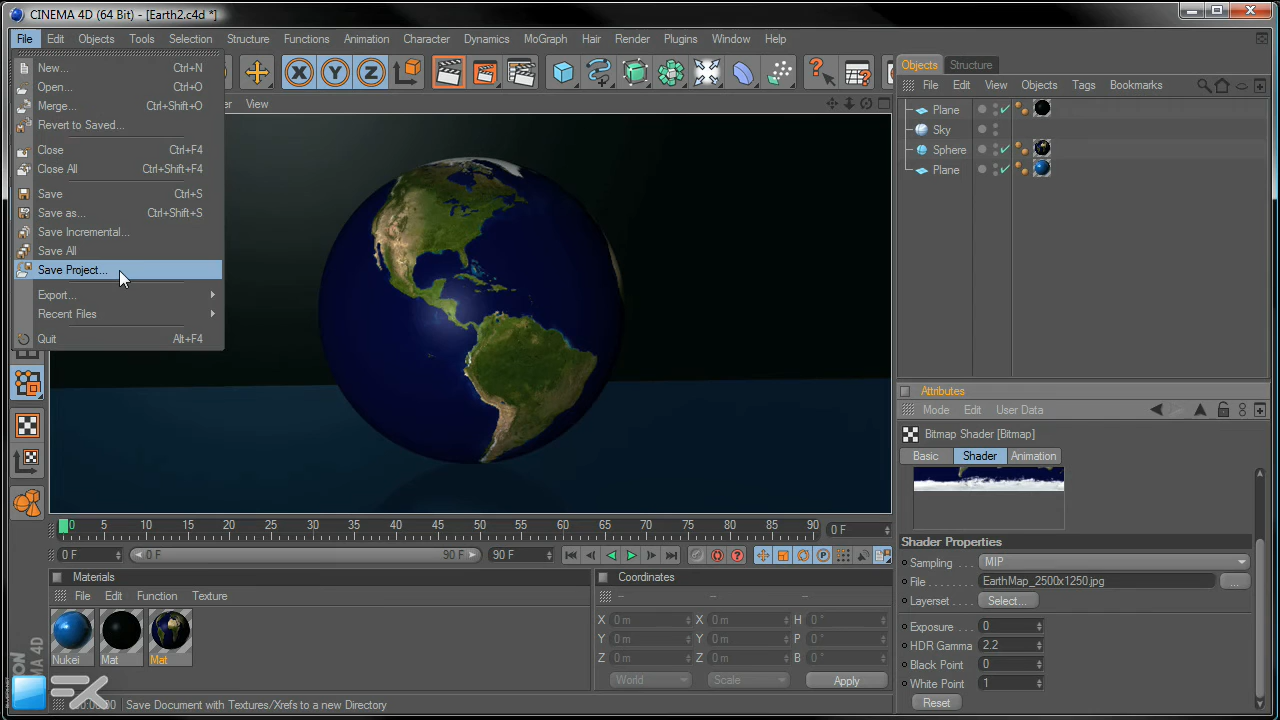 CINEMA 4D (64 Bit) - [Earth2.c4d *]
File Edit Objects Tools Selection Structure Functions Animation Character Dynamics MoGraph Hair Render Plugins Window Help
New... Ctrl+N
Open... Ctrl+O
Merge... Ctrl+Shift+O
Revert to Saved...
Close Ctrl+F4
Close All Ctrl+Shift+F4
Save Ctrl+S
Save as... Ctrl+Shift+S
Save Incremental...
Save All
Save Project...
Export...
Recent Files
Quit Alt+F4
View
X Y Z
Objects Structure
File Edit View Objects Tags Bookmarks
Plane
Sky
Sphere
Plane
Attributes
Mode Edit User Data
Bitmap Shader [Bitmap]
Basic Shader Animation
Shader Properties
Sampling MIP
File EarthMap_2500x1250.jpg ...
Layerset Select...
Exposure 0
HDR Gamma 2.2
Black Point 0
White Point 1
Reset
0 5 10 15 20 25 30 35 40 45 50 55 60 65 70 75 80 85 90 0 F
0 F 0 F 90 F 90 F
Materials
File Edit Function Texture
Nukei Mat Mat
Coordinates
-- -- --
X 0 m X 0 m H 0 °
Y 0 m Y 0 m P 0 °
Z 0 m Z 0 m B 0 °
World Scale Apply
Save Document with Textures/Xrefs to a new Directory